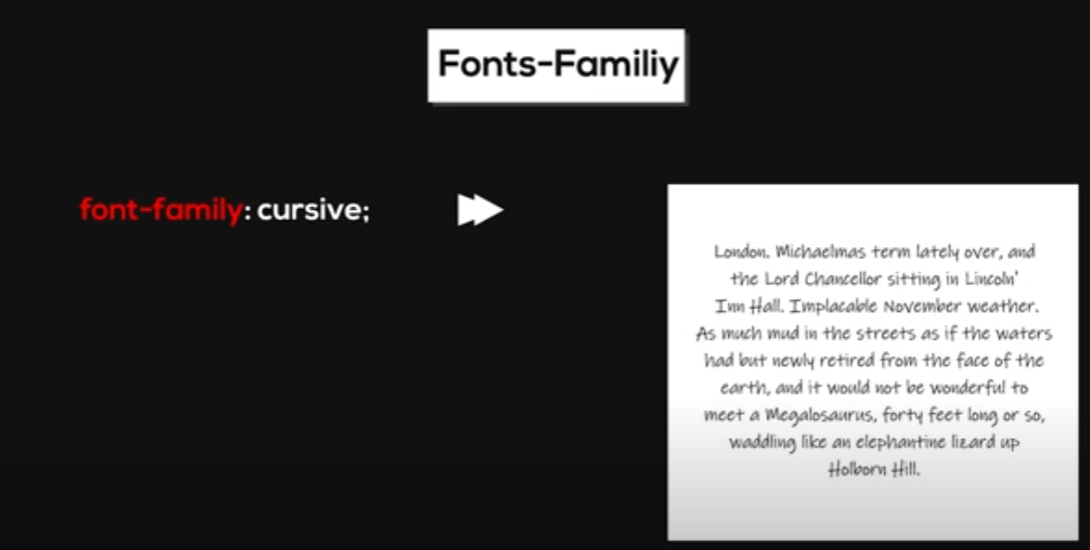 Fonts-Familiy
font-family: cursive;
London. Michaelmas term lately over, and
the Lord Chancellor sitting in Lincoln'
Inn Hall. Implacable November weather.
As much mud in the streets as if the waters
had but newly retired from the face of the
earth, and it would not be wonderful to
meet a Megalosaurus, forty feet long or so,
waddling like an elephantine lizard up
Holborn Hill.